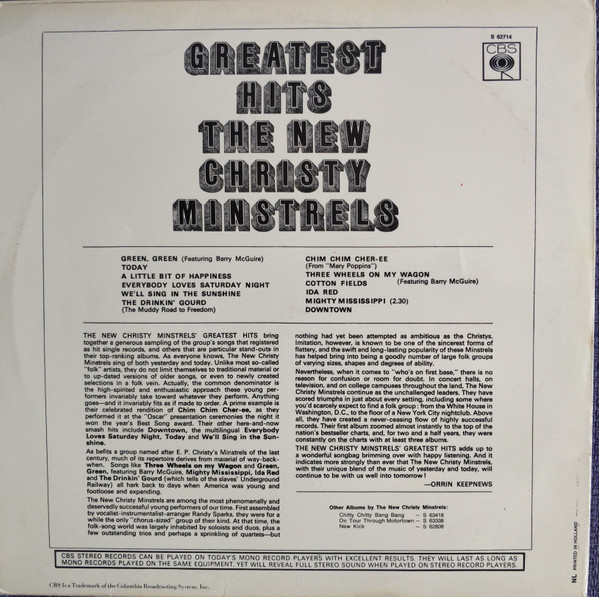 S 62714
CBS
GREATEST
HITS
THE NEW
CHRISTY
MINSTRELS
GREEN, GREEN (Featuring Barry McGuire)
TODAY
A LITTLE BIT OF HAPPINESS
EVERYBODY LOVES SATURDAY NIGHT
WE'LL SING IN THE SUNSHINE
THE DRINKIN' GOURD
(The Muddy Road to Freedom)
CHIM CHIM CHER-EE
(From "Mary Poppins")
THREE WHEELS ON MY WAGON
COTTON FIELDS (Featuring Barry McGuire)
IDA RED
MIGHTY MISSISSIPPI (2.30)
DOWNTOWN
THE NEW CHRISTY MINSTRELS' GREATEST HITS bring
together a generous sampling of the group's songs that registered
as hit single records, and others that are particular stand-outs in
their top-ranking albums. As everyone knows, The New Christy
Minstrels sing of both yesterday and today. Unlike most so-called
"folk" artists, they do not limit themselves to traditional material or
to up-dated versions of older songs, or even to newly created
selections in a folk vein. Actually, the common denominator is
the high-spirited and enthusiastic approach these young per-
formers invariably take toward whatever they perform. Anything
goes—and it invariably fits as if made to order. A prime example is
their celebrated rendition of Chim Chim Cher-ee, as they
performed it at the "Oscar" presentation ceremonies the night it
won the year's Best Song award. Their other here-and-now
smash hits include Downtown, the multilingual Everybody
Loves Saturday Night, Today and We'll Sing in the Sun-
shine.
As befits a group named after E. P. Christy's Minstrels of the
last century, much of its repertoire derives from material of way-back-
when. Songs like Three Wheels on my Wagon and Green,
Green, featuring Barry McGuire, Mighty Mississippi, Ida Red
and The Drinkin' Gourd (which tells of the slaves' Underground
Railway) all hark back to days when America was young and
footloose and expanding.
The New Christy Minstrels are among the most phenomenally and
deservedly successful young performers of our time. First assembled
by vocalist-instrumentalist-arranger Randy Sparks, they were for a
while the only "chorus-sized" group of their kind. At that time, the
folk-song world was largely inhabited by soloists and duos, plus a
few outstanding trios and perhaps a sprinkling of quartets—but
nothing had yet been attempted as ambitious as the Christys.
Imitation, however, is known to be one of the sincerest forms of
flattery, and the swift and long-lasting popularity of these Minstrels
has helped bring into being a goodly number of large folk groups
of varying sizes, shapes and degrees of ability.
Nevertheless, when it comes to "who's on first base," there is no
reason for confusion or room for doubt. In concert halls, on
television, and on college campuses throughout the land, The New
Christy Minstrels continue as the unchallenged leaders. They have
scored triumphs in just about every setting, including some where
you'd scarcely expect to find a folk group: from the White House in
Washington, D.C., to the floor of a New York City nightclub. Above
all, they have created a never-ceasing flow of highly successful
records. Their first album zoomed almost instantly to the top of the
nation's bestseller charts, and, for two and a half years, they were
constantly on the charts with at least three albums.
THE NEW CHRISTY MINSTRELS' GREATEST HITS adds up to
a wonderful songbag brimming over with happy listening. And it
indicates more strongly than ever that The New Christy Minstrels,
with their unique blend of the music of yesterday and today, will
continue to be with us well into tomorrow!
—ORRIN KEEPNEWS
Other Albums by The New Christy Minstrels:
Chitty Chitty Bang Bang – S 63418
On Tour Through Motortown – S 63338
New Kick – S 62606
CBS STEREO RECORDS CAN BE PLAYED ON TODAY'S MONO RECORD PLAYERS WITH EXCELLENT RESULTS. THEY WILL LAST AS LONG AS
MONO RECORDS PLAYED ON THE SAME EQUIPMENT, YET WILL REVEAL FULL STEREO SOUND WHEN PLAYED ON STEREO RECORD PLAYERS.
CBS Is a Trademark of the Columbia Broadcasting System, Inc.
NL PRINTED IN HOLLAND